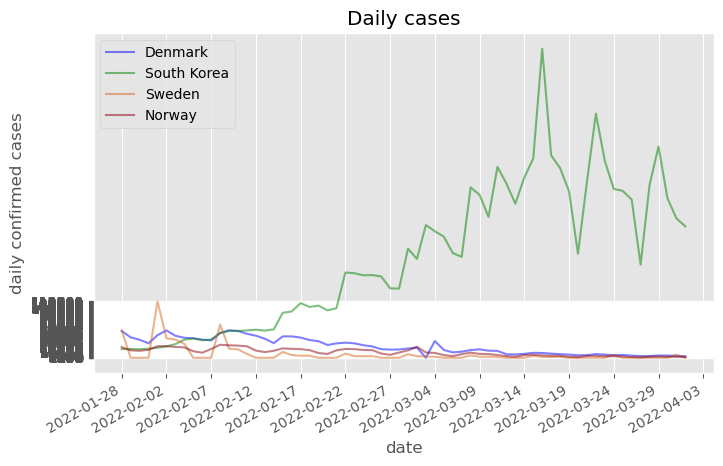 Daily cases
Denmark
South Korea
Sweden
Norway
daily confirmed cases
2022-01-28
2022-02-02
2022-02-07
2022-02-12
2022-02-17
2022-02-22
2022-02-27
2022-03-04
2022-03-09
2022-03-14
2022-03-19
2022-03-24
2022-03-29
2022-04-03
date